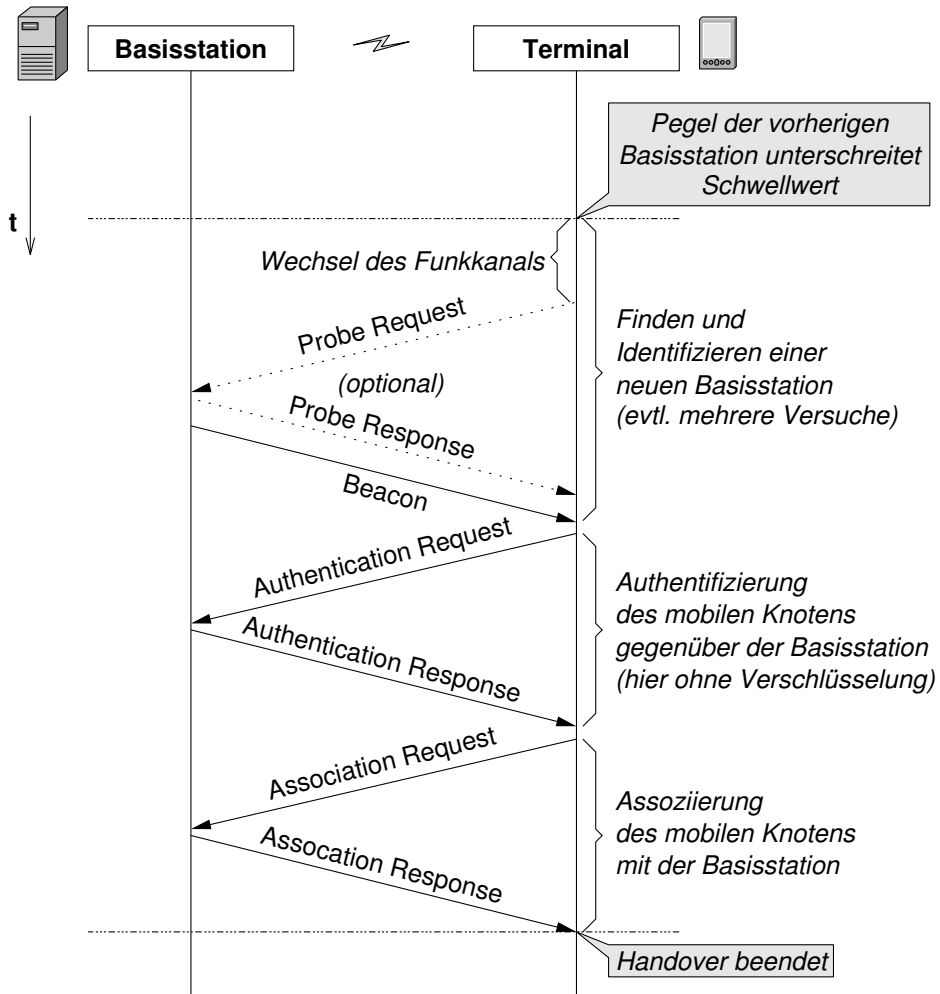 Basisstation
Terminal
Pegel der vorherigen
Basisstation unterschreitet
Schwellwert
t
Wechsel des Funkkanals
Probe Request
(optional)
Probe Response
Beacon
Finden und
Identifizieren einer
neuen Basisstation
(evtl. mehrere Versuche)
Authentication Request
Authentication Response
Authentifizierung
des mobilen Knotens
gegenüber der Basisstation
(hier ohne Verschlüsselung)
Association Request
Assocation Response
Assoziierung
des mobilen Knotens
mit der Basisstation
Handover beendet